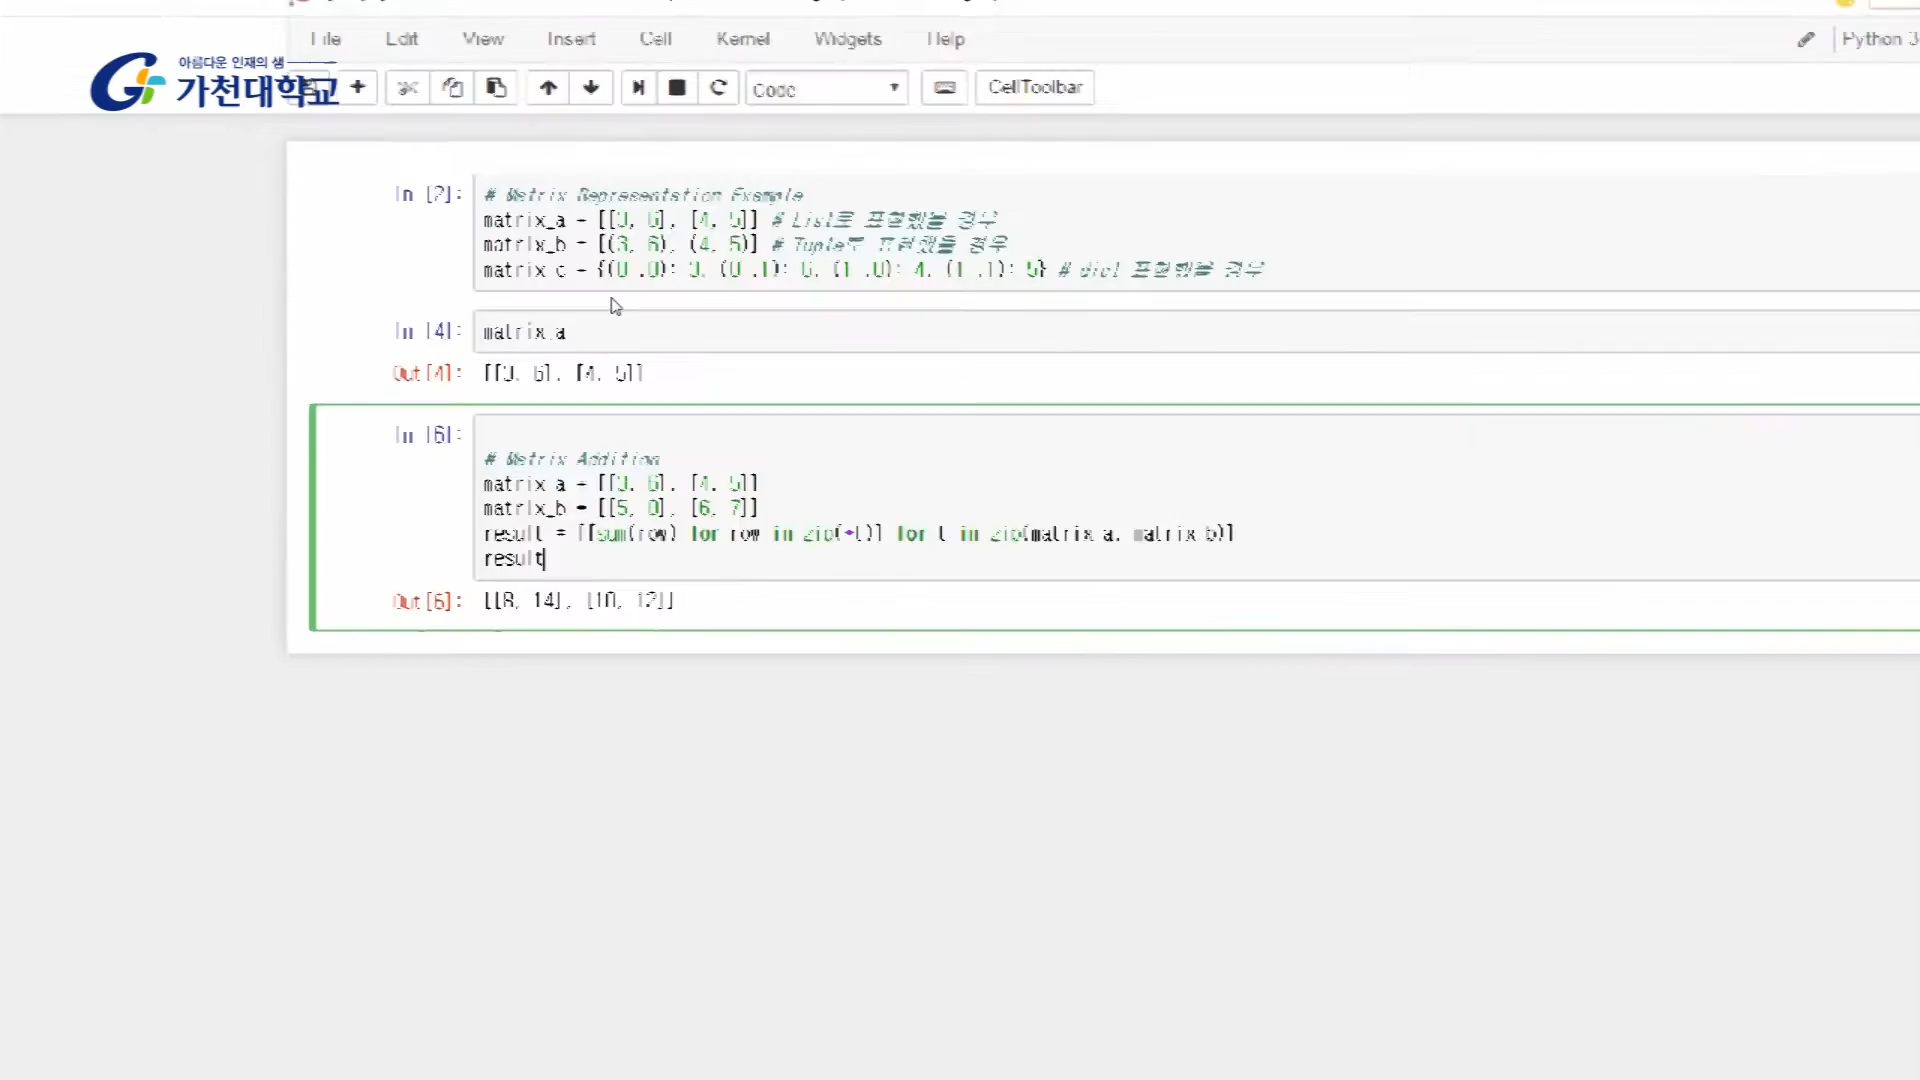 File Edit View Insert Cell Kernel Widgets Help Python 3
아름다운 인재의 샘
가천대학교
Code CellToolbar
In [2]: # Matrix Representation Example
matrix_a = [[3, 6], [4, 5]] # List로 표현했을 경우
matrix_b = [(3, 6), (4, 5)] # Tuple로 표현했을 경우
matrix_c = {(0 ,0): 3, (0 ,1): 6, (1 ,0): 4, (1 ,1): 5} # dict 표현했을 경우
In [4]: matrix_a
Out[4]: [[3, 6], [4, 5]]
In [6]:
# Matrix Addition
matrix_a = [[3, 6], [4, 5]]
matrix_b = [[5, 8], [6, 7]]
result = [[sum(row) for row in zip(*t)] for t in zip(matrix_a, matrix_b)]
result
Out[6]: [[8, 14], [10, 12]]